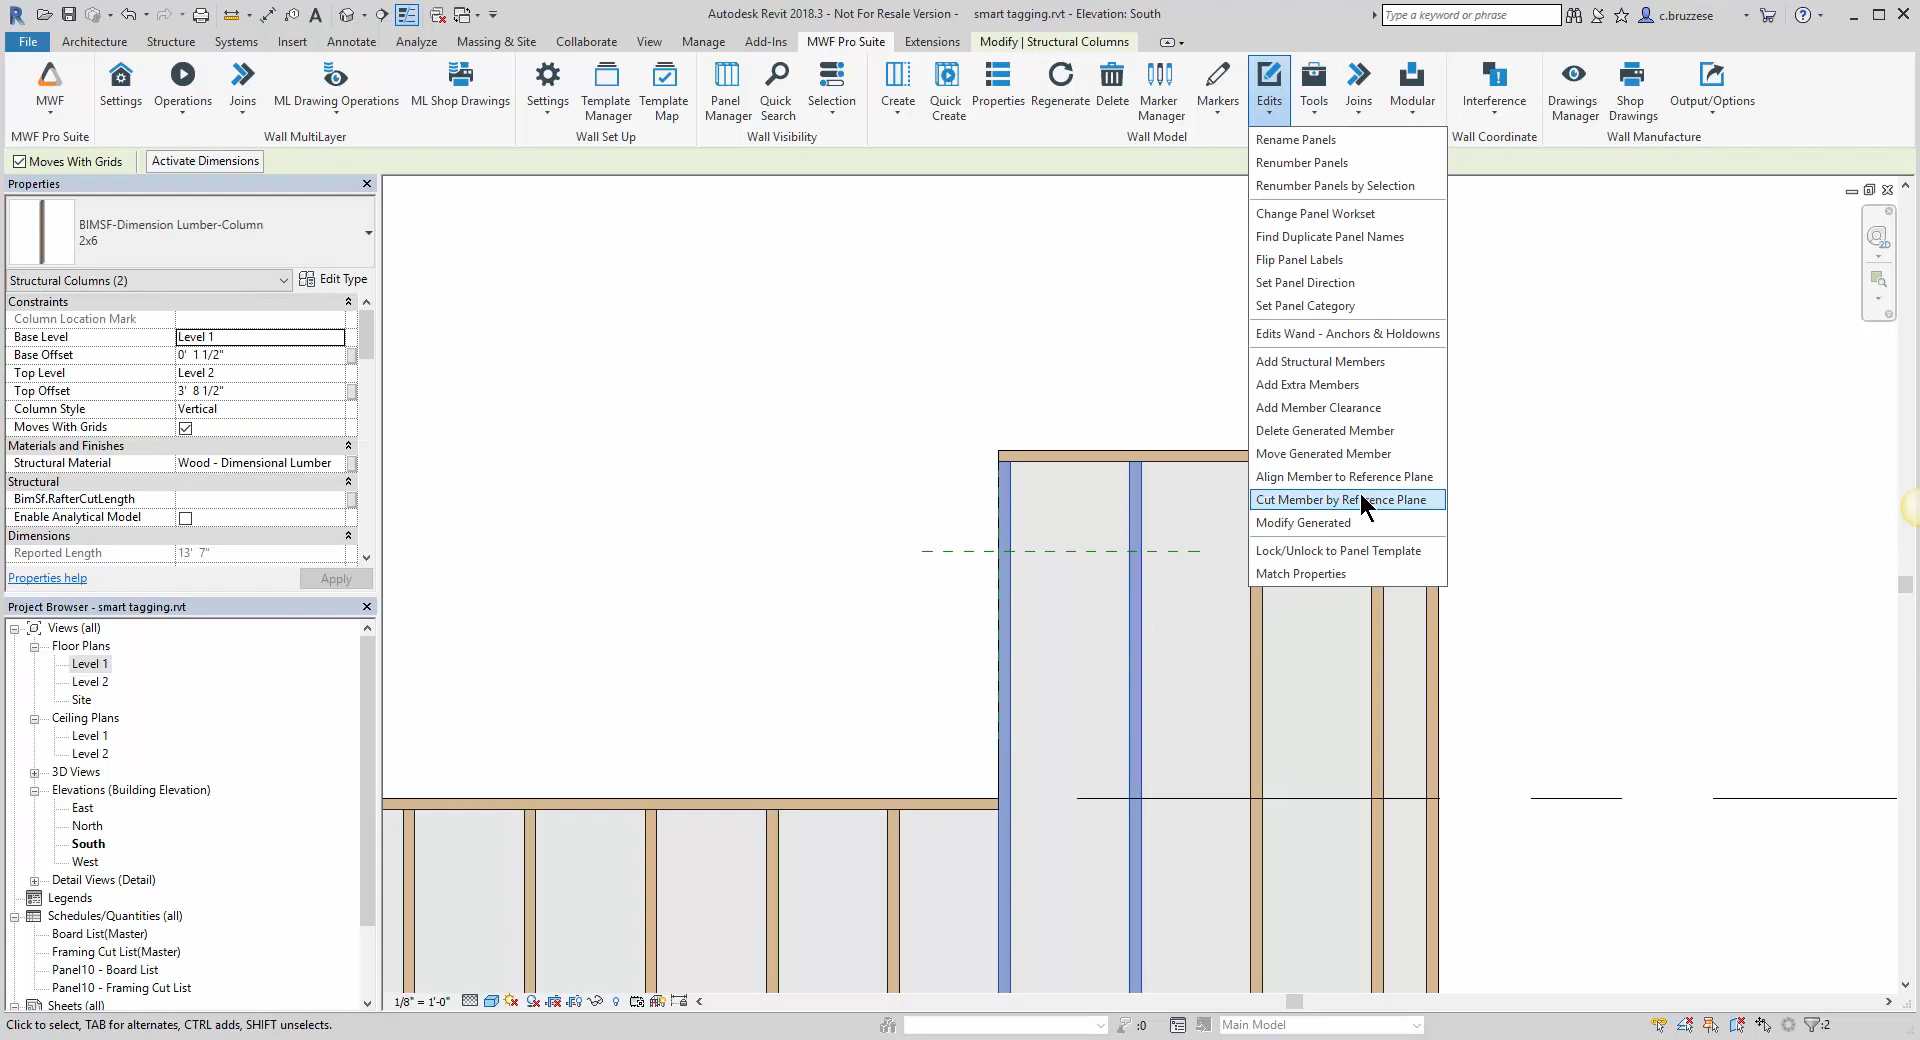 Autodesk Revit 2018.3 - Not For Resale Version -    smart tagging.rvt - Elevation: South
Type a keyword or phrase
c.bruzzese
File
Architecture
Structure
Systems
Insert
Annotate
Analyze
Massing & Site
Collaborate
View
Manage
Add-Ins
MWF Pro Suite
Extensions
Modify | Structural Columns
MWF
Settings
Operations
Joins
ML Drawing Operations
ML Shop Drawings
Settings
Template
Manager
Template
Map
Panel
Manager
Quick
Search
Selection
Create
Quick
Create
Properties
Regenerate
Delete
Marker
Manager
Markers
Edits
Tools
Joins
Modular
Interference
Drawings
Manager
Shop
Drawings
Output/Options
MWF Pro Suite
Wall MultiLayer
Wall Set Up
Wall Visibility
Wall Model
Wall Coordinate
Wall Manufacture
Moves With Grids
Activate Dimensions
Rename Panels
Renumber Panels
Renumber Panels by Selection
Change Panel Workset
Find Duplicate Panel Names
Flip Panel Labels
Set Panel Direction
Set Panel Category
Edits Wand - Anchors & Holdowns
Add Structural Members
Add Extra Members
Add Member Clearance
Delete Generated Member
Move Generated Member
Align Member to Reference Plane
Cut Member by Reference Plane
Modify Generated
Lock/Unlock to Panel Template
Match Properties
Properties
BIMSF-Dimension Lumber-Column
2x6
Structural Columns (2)
Edit Type
Constraints
Column Location Mark
Base Level Level 1
Base Offset 0'  1 1/2"
Top Level Level 2
Top Offset 3'  8 1/2"
Column Style Vertical
Moves With Grids
Materials and Finishes
Structural Material Wood - Dimensional Lumber
Structural
BimSf.RafterCutLength
Enable Analytical Model
Dimensions
Reported Length 13'  7"
Properties help
Apply
Project Browser - smart tagging.rvt
Views (all)
Floor Plans
Level 1
Level 2
Site
Ceiling Plans
Level 1
Level 2
3D Views
Elevations (Building Elevation)
East
North
South
West
Detail Views (Detail)
Legends
Schedules/Quantities (all)
Board List(Master)
Framing Cut List(Master)
Panel10 - Board List
Panel10 - Framing Cut List
Sheets (all)
2D
1/8" = 1'-0"
Click to select, TAB for alternates, CTRL adds, SHIFT unselects.
:0
Main Model
:2